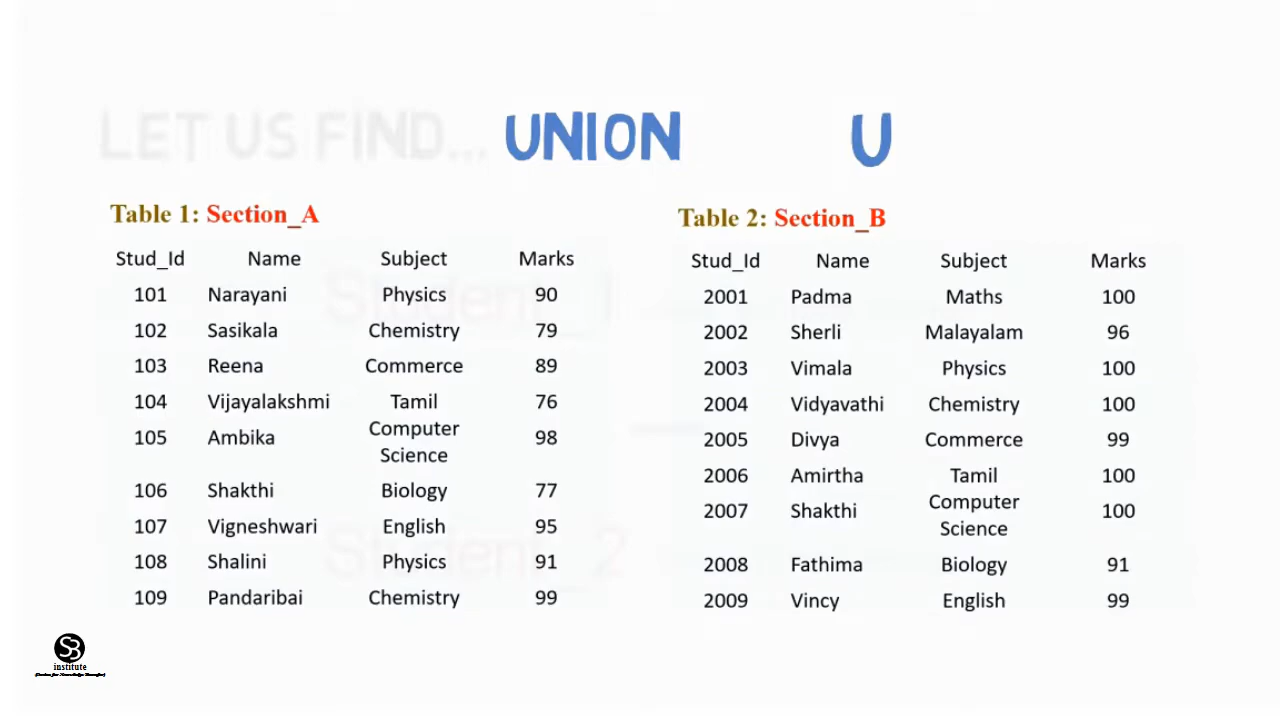 LET US FIND... UNION U
Table 1: Section_A
Stud_Id Name Subject Marks
101 Narayani Physics 90
102 Sasikala Chemistry 79
103 Reena Commerce 89
104 Vijayalakshmi Tamil 76
105 Ambika Computer Science 98
106 Shakthi Biology 77
107 Vigneshwari English 95
108 Shalini Physics 91
109 Pandaribai Chemistry 99
Table 2: Section_B
Stud_Id Name Subject Marks
2001 Padma Maths 100
2002 Sherli Malayalam 96
2003 Vimala Physics 100
2004 Vidyavathi Chemistry 100
2005 Divya Commerce 99
2006 Amirtha Tamil 100
2007 Shakthi Computer Science 100
2008 Fathima Biology 91
2009 Vincy English 99
Student_1
Student_2
SB
institute